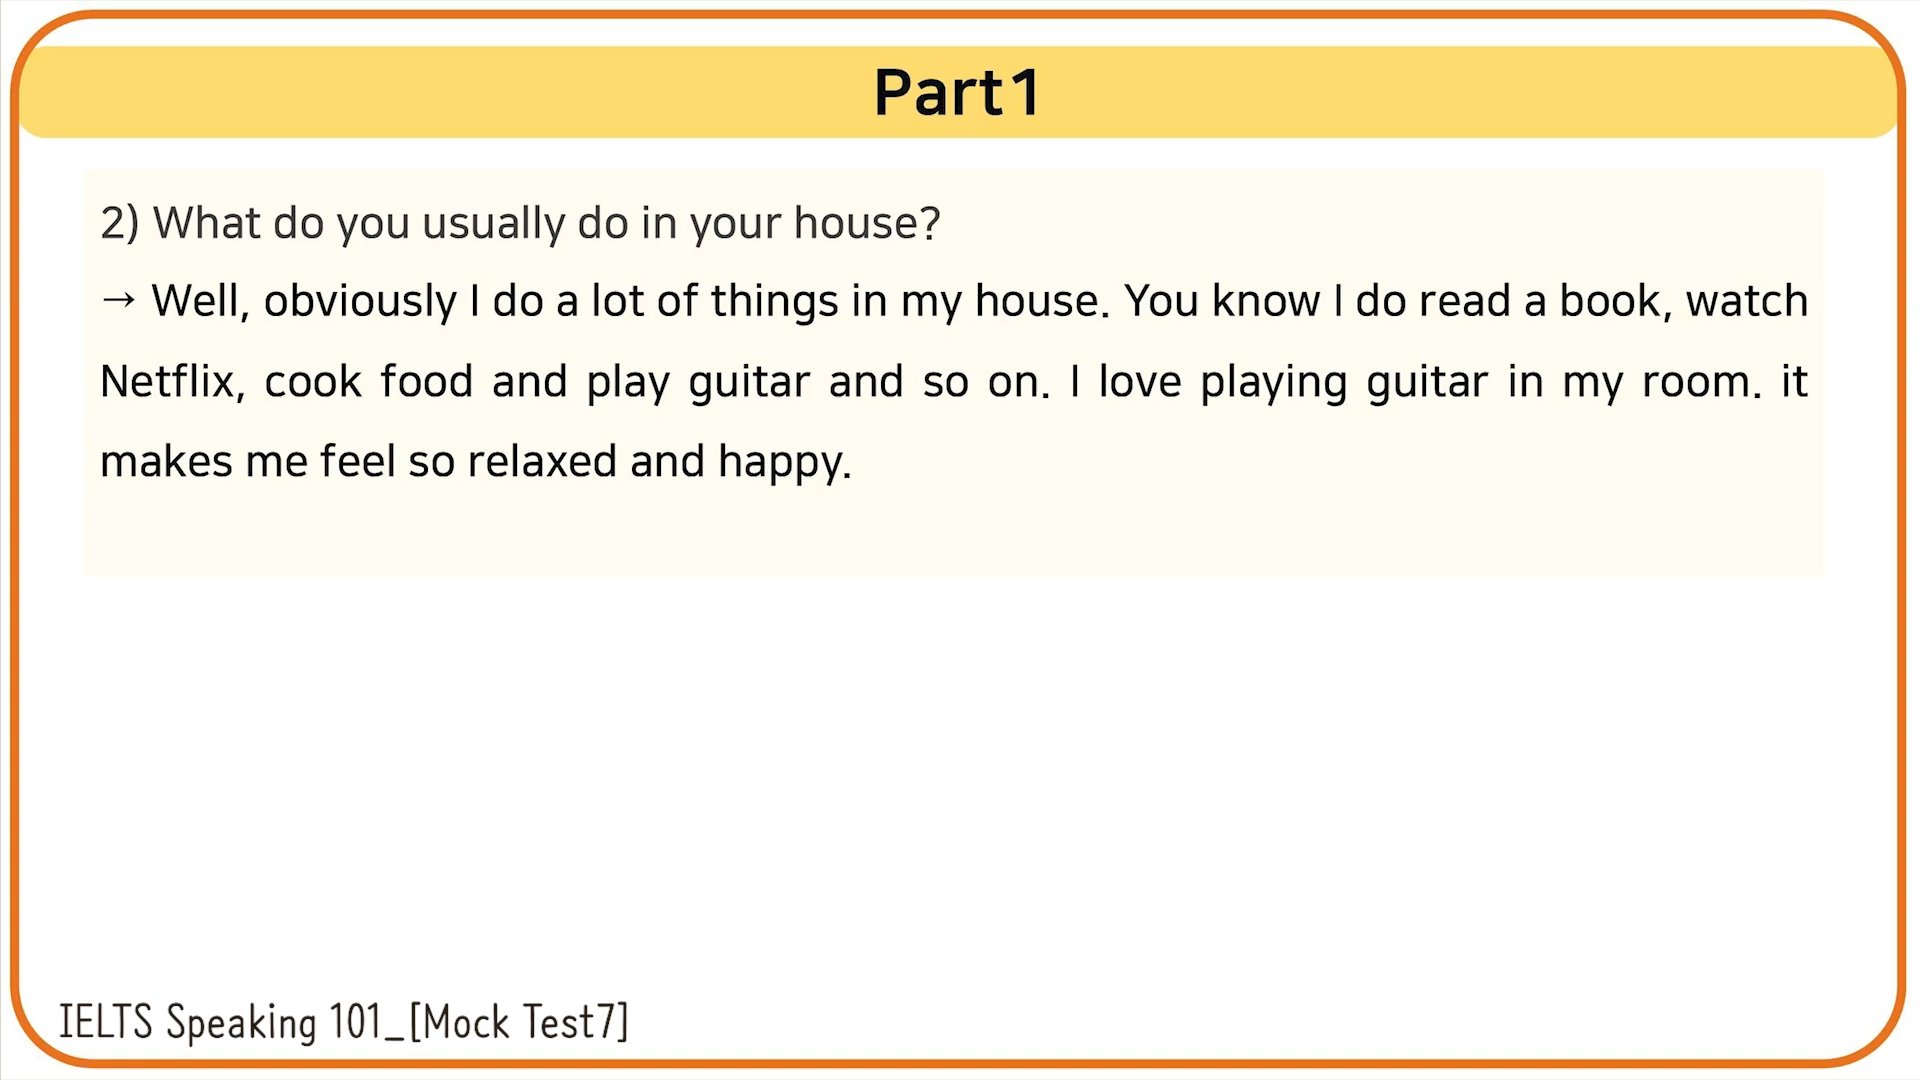 Part1
2) What do you usually do in your house?
→ Well, obviously I do a lot of things in my house. You know I do read a book, watch
Netflix, cook food and play guitar and so on. I love playing guitar in my room. it
makes me feel so relaxed and happy.
IELTS Speaking 101_[Mock Test7]